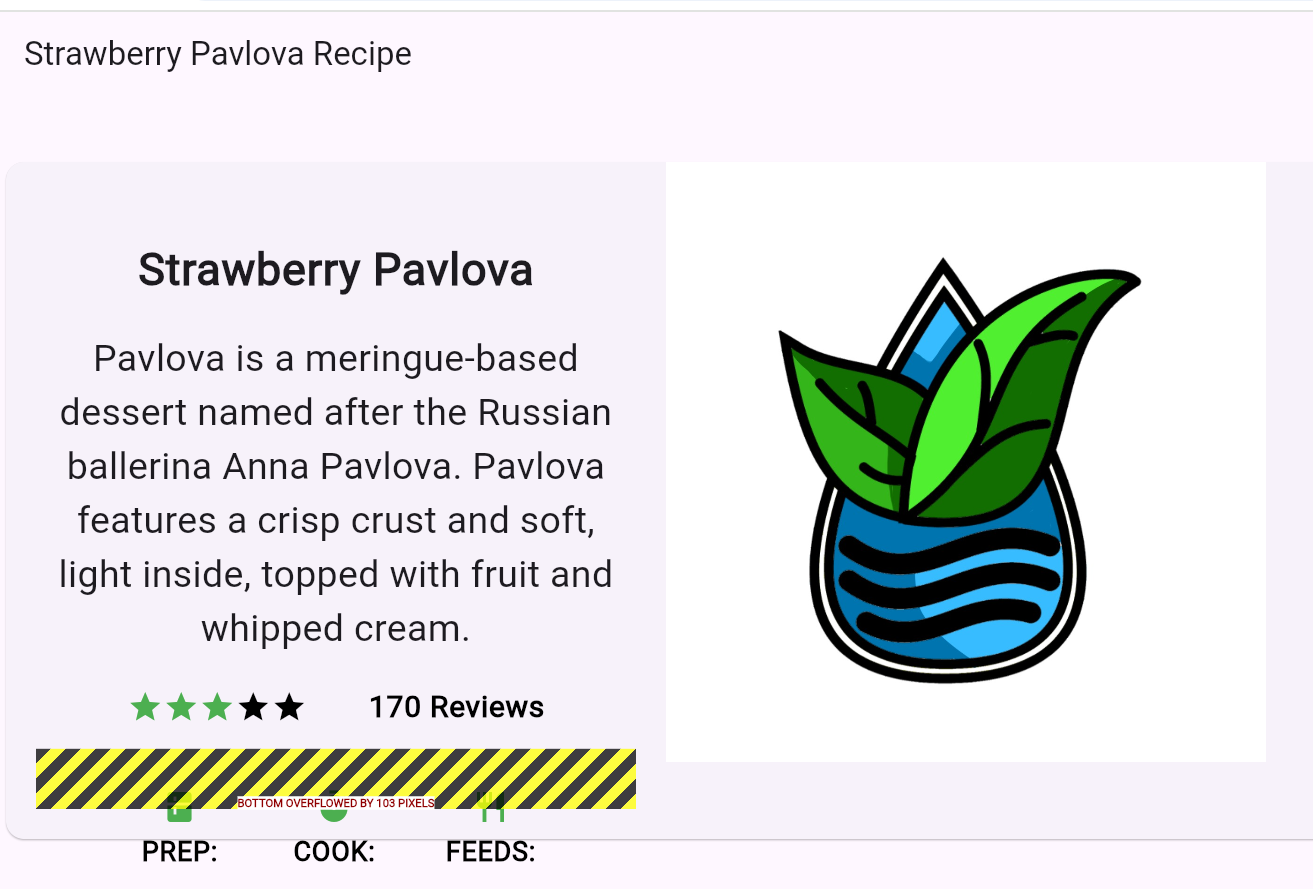 Strawberry Pavlova Recipe
Strawberry Pavlova
Pavlova is a meringue-based
dessert named after the Russian
ballerina Anna Pavlova. Pavlova
features a crisp crust and soft,
light inside, topped with fruit and
whipped cream.
170 Reviews
BOTTOM OVERFLOWED BY 103 PIXELS
PREP: COOK: FEEDS: